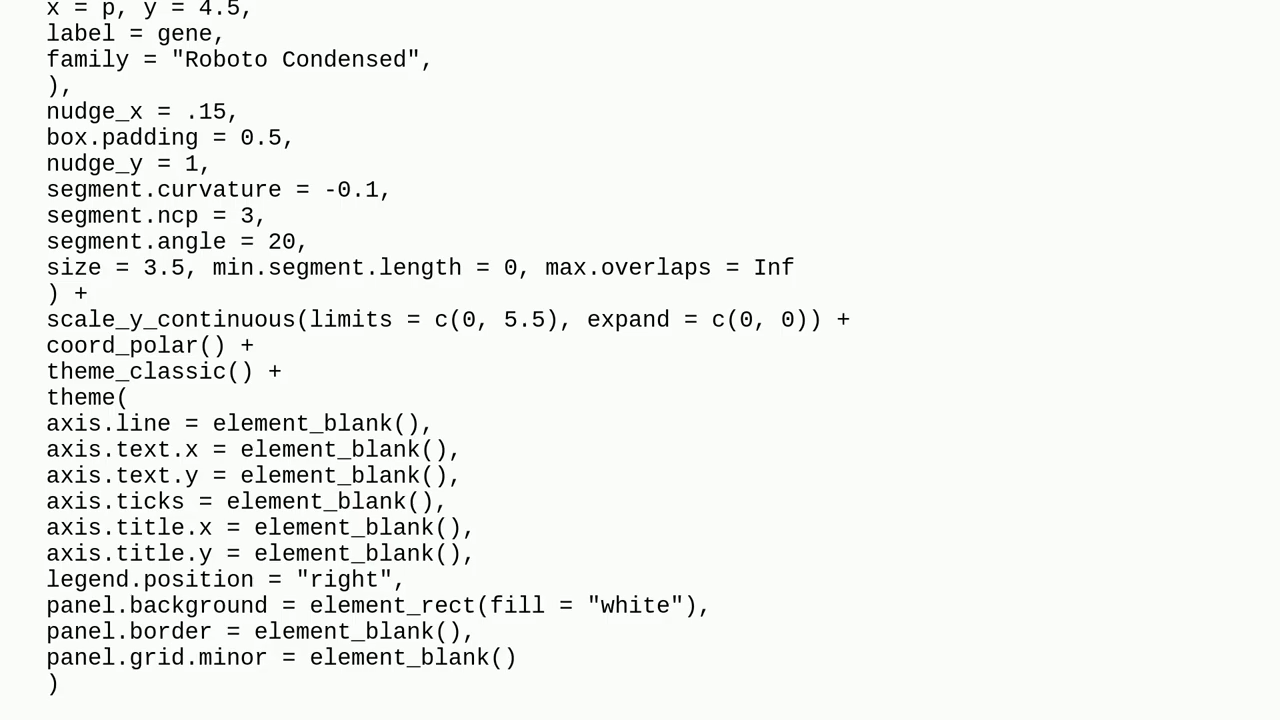 x = p, y = 4.5,
label = gene,
family = "Roboto Condensed",
),
nudge_x = .15,
box.padding = 0.5,
nudge_y = 1,
segment.curvature = -0.1,
segment.ncp = 3,
segment.angle = 20,
size = 3.5, min.segment.length = 0, max.overlaps = Inf
) +
scale_y_continuous(limits = c(0, 5.5), expand = c(0, 0)) +
coord_polar() +
theme_classic() +
theme(
axis.line = element_blank(),
axis.text.x = element_blank(),
axis.text.y = element_blank(),
axis.ticks = element_blank(),
axis.title.x = element_blank(),
axis.title.y = element_blank(),
legend.position = "right",
panel.background = element_rect(fill = "white"),
panel.border = element_blank(),
panel.grid.minor = element_blank()
)